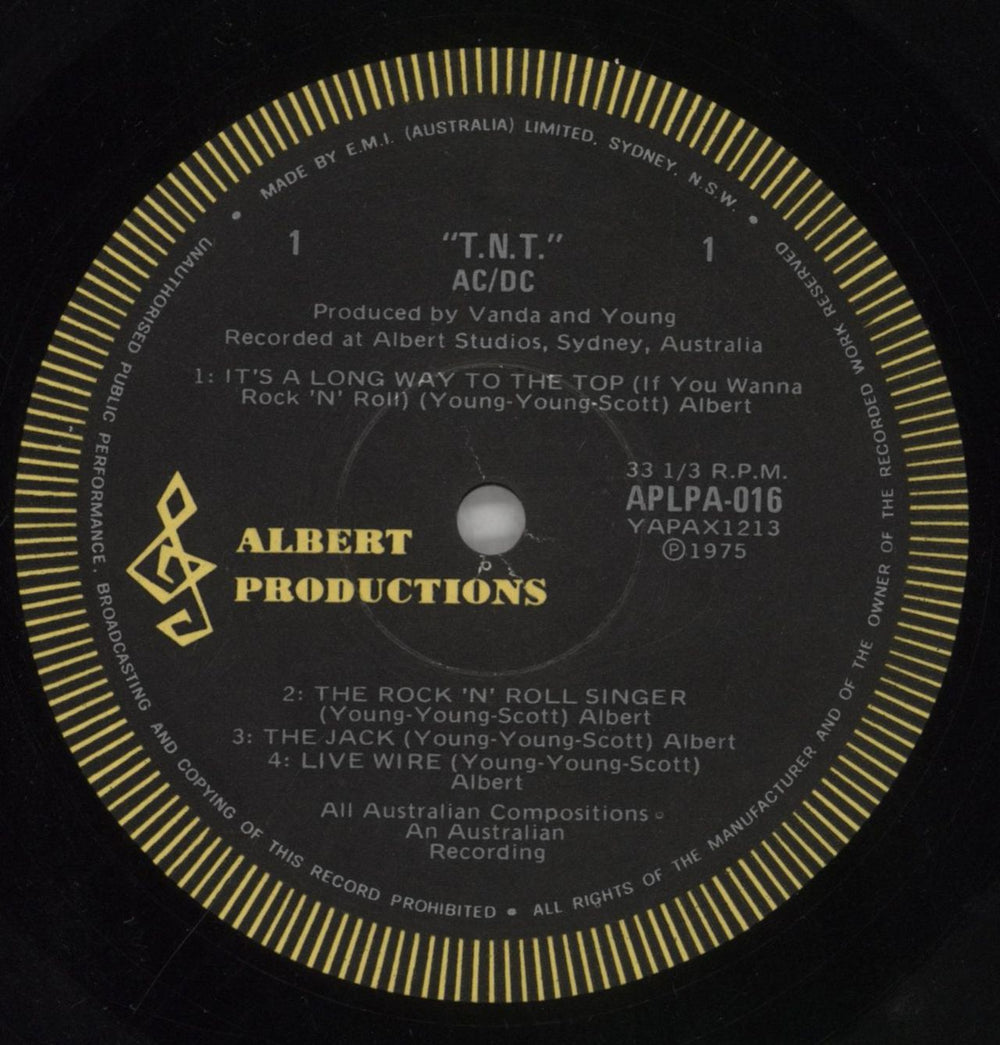 MADE BY E.M.I. (AUSTRALIA) LIMITED. SYDNEY. N.S.W.
1 "T.N.T." 1
AC/DC
Produced by Vanda and Young
Recorded at Albert Studios, Sydney, Australia
1: IT'S A LONG WAY TO THE TOP (If You Wanna
Rock 'N' Roll) (Young-Young-Scott) Albert
33 1/3 R.P.M.
APLPA-016
YAPAX1213
Ⓟ1975
ALBERT
PRODUCTIONS
2: THE ROCK 'N' ROLL SINGER
(Young-Young-Scott) Albert
3: THE JACK (Young-Young-Scott) Albert
4: LIVE WIRE (Young-Young-Scott)
Albert
All Australian Compositions
An Australian
Recording
UNAUTHORISED PUBLIC PERFORMANCE. BROADCASTING AND COPYING OF THIS RECORD PROHIBITED • ALL RIGHTS OF THE MANUFACTURER AND OF THE OWNER OF THE RECORDED WORK RESERVED